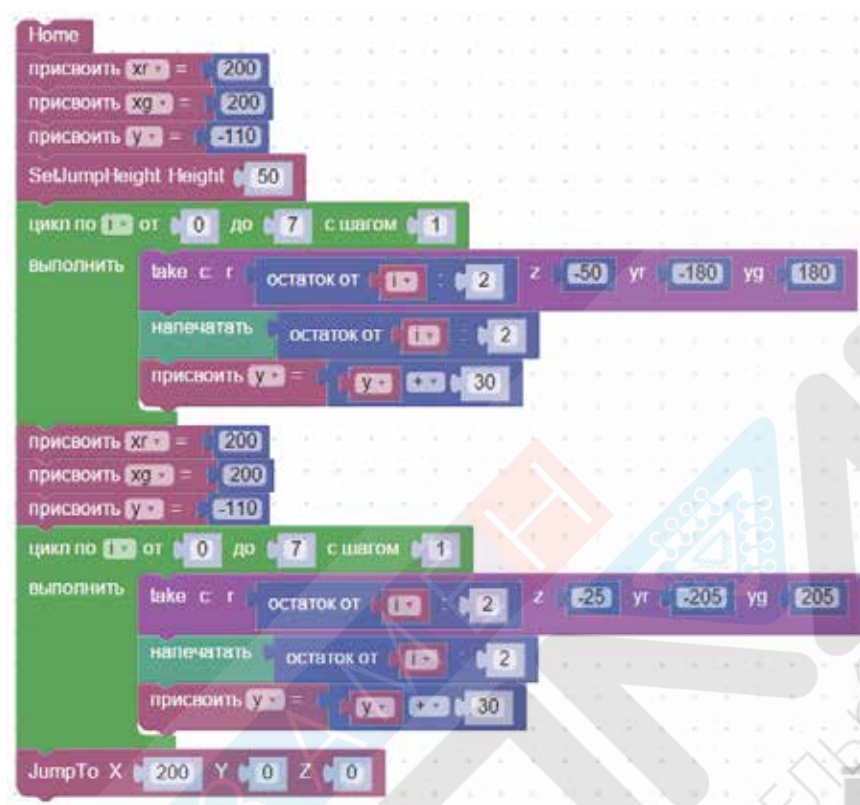 Home
присвоить xr = 200
присвоить xg = 200
присвоить y = -110
SetJumpHeight Height 50
цикл по i от 0 до 7 с шагом 1
выполнить take c: r остаток от i : 2 z -50 yr -180 yg 180
напечатать остаток от i : 2
присвоить y = y + 30
присвоить xr = 200
присвоить xg = 200
присвоить y = -110
цикл по i от 0 до 7 с шагом 1
выполнить take c: r остаток от i : 2 z -25 yr -205 yg 205
напечатать остаток от i : 2
присвоить y = y + 30
JumpTo X 200 Y 0 Z 0